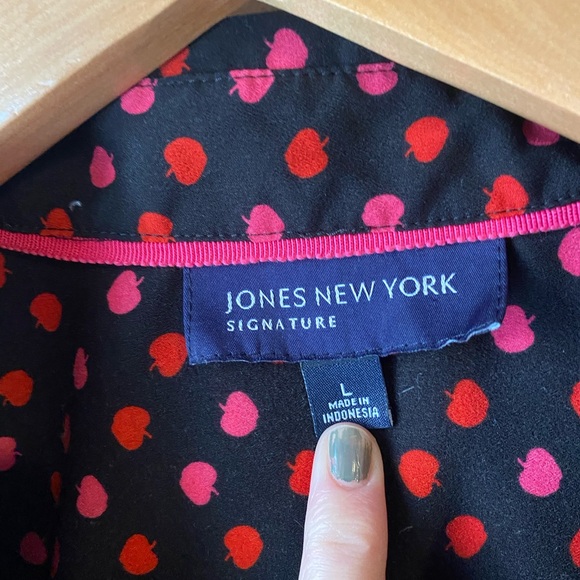 JONES NEW YORK
SIGNATURE
L
MADE IN
INDONESIA